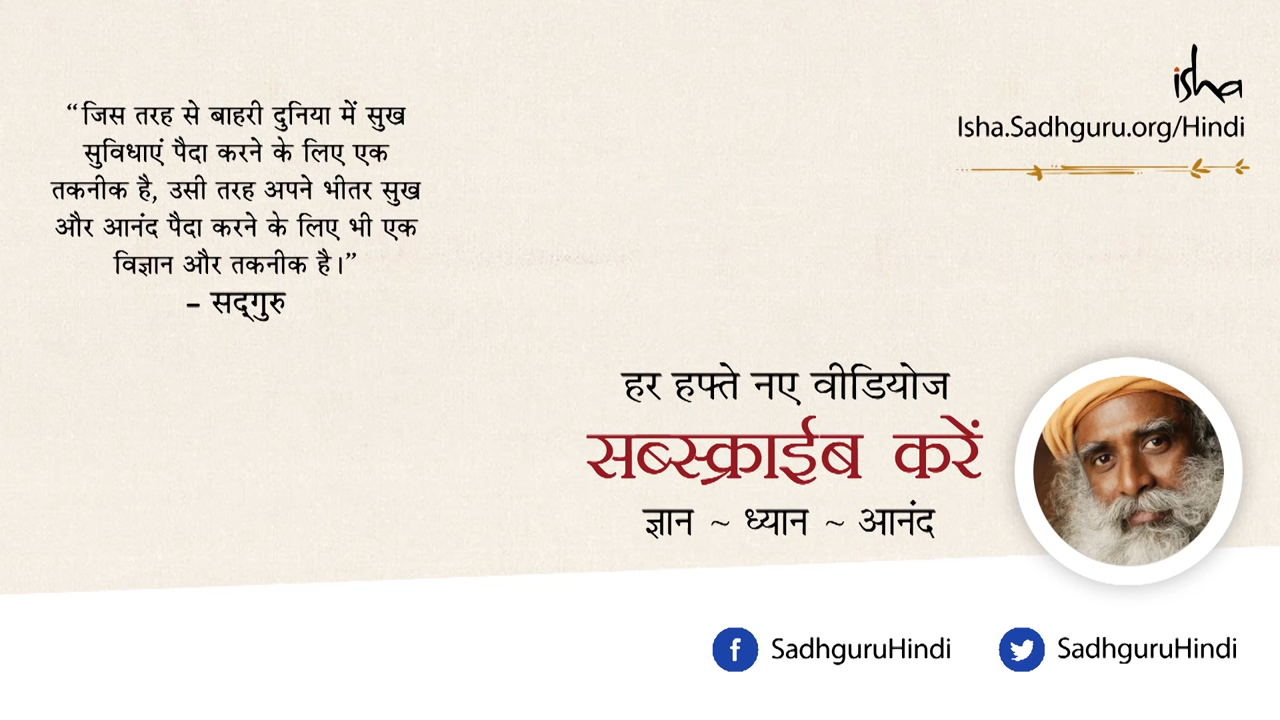 “जिस तरह से बाहरी दुनिया में सुख
सुविधाएं पैदा करने के लिए एक
तकनीक है, उसी तरह अपने भीतर सुख
और आनंद पैदा करने के लिए भी एक
विज्ञान और तकनीक है।”
– सद्गुरु
isha
Isha.Sadhguru.org/Hindi
हर हफ्ते नए वीडियोज
सब्स्क्राईब करें
ज्ञान ~ ध्यान ~ आनंद
f SadhguruHindi
SadhguruHindi